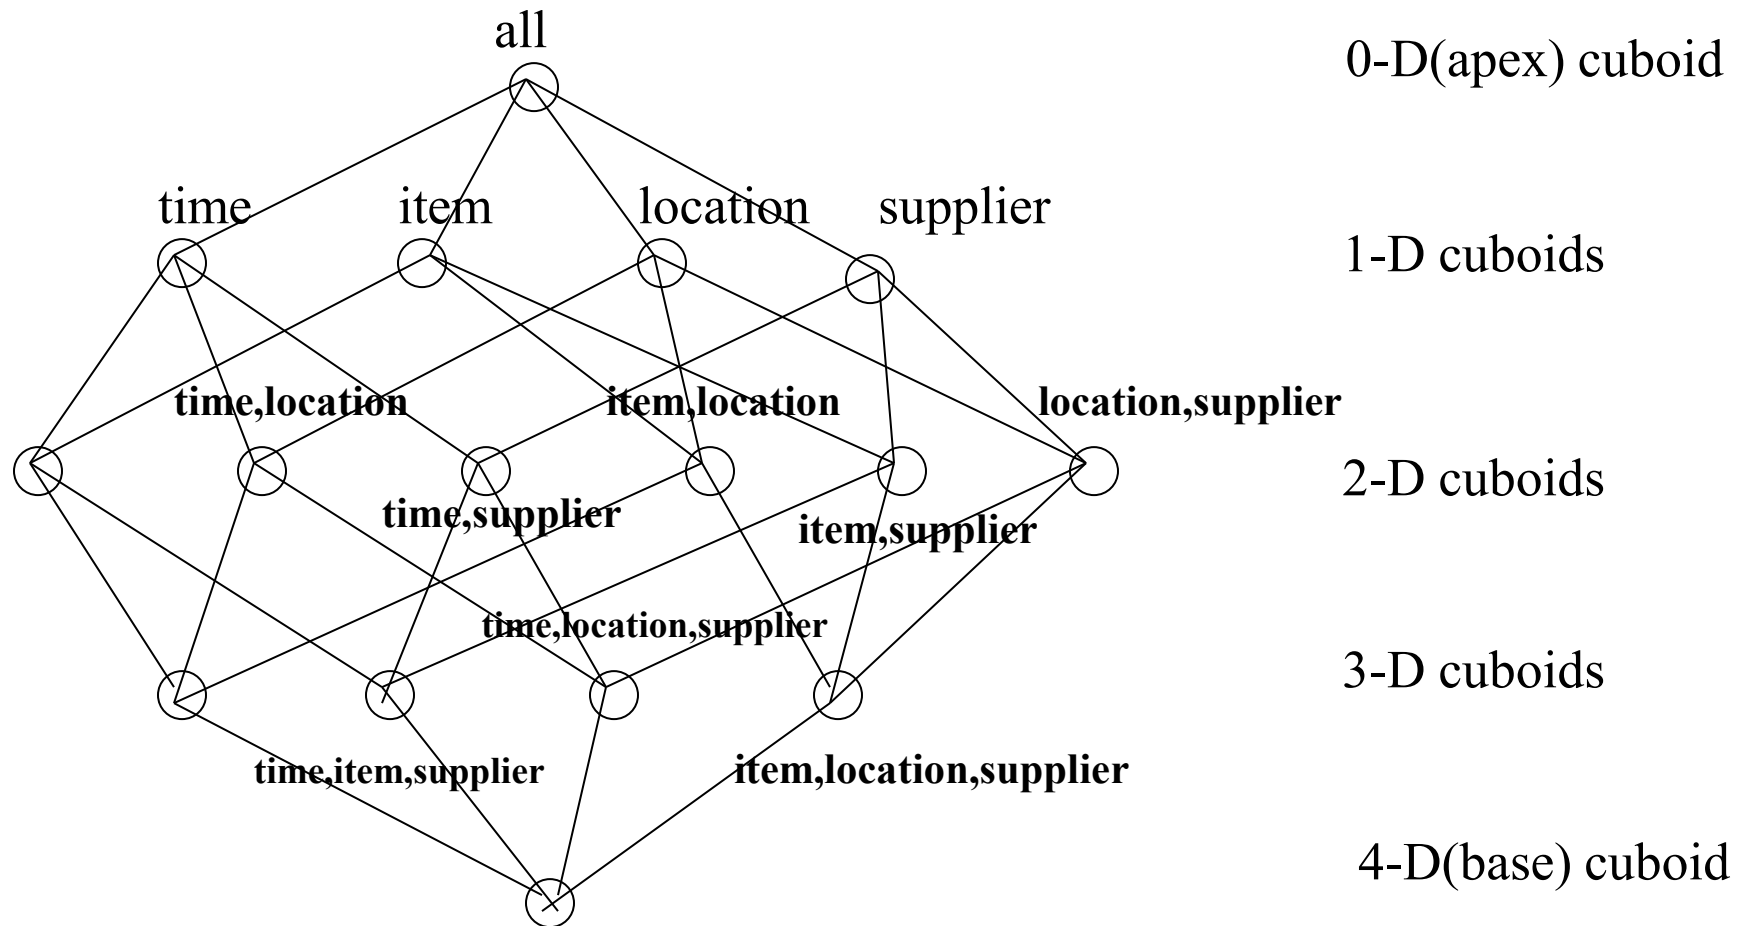 all
0-D(apex) cuboid
time
item
location
supplier
1-D cuboids
time,location
item,location
location,supplier
2-D cuboids
time,supplier
item,supplier
time,location,supplier
3-D cuboids
time,item,supplier
item,location,supplier
4-D(base) cuboid